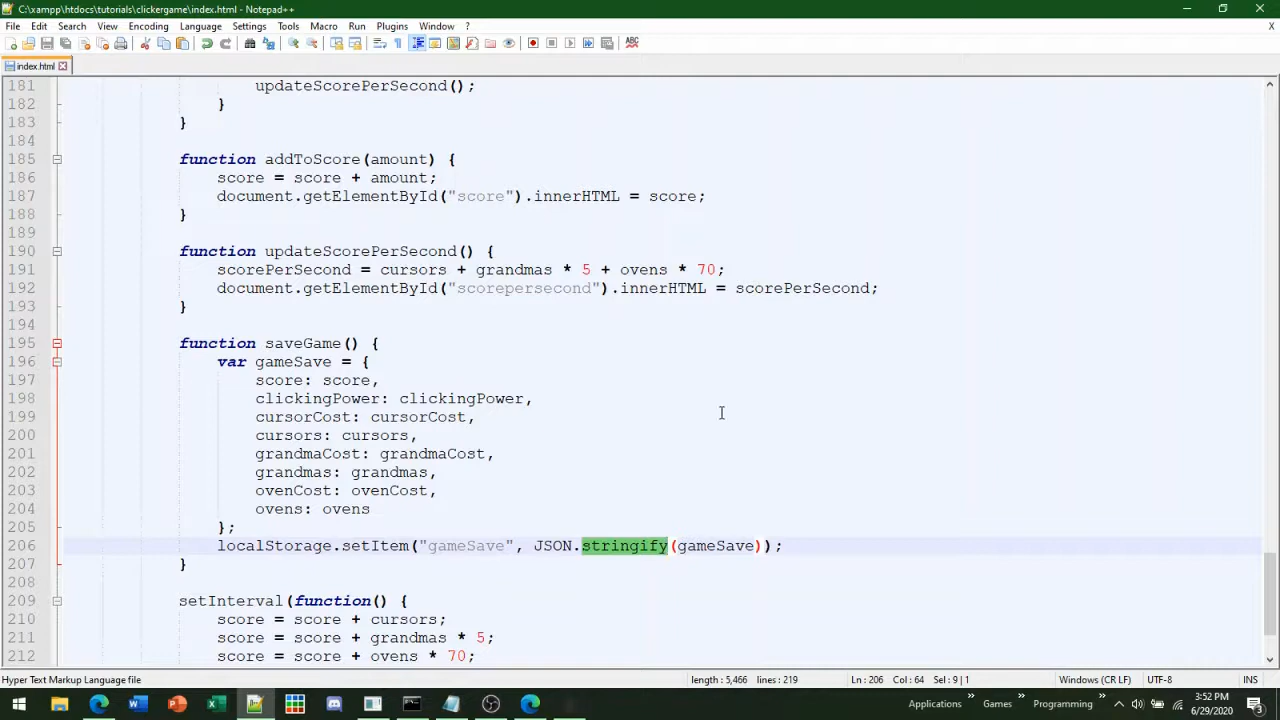 C:\xampp\htdocs\tutorials\clickergame\index.html - Notepad++
File Edit Search View Encoding Language Settings Tools Macro Run Plugins Window ? X
ABC
index.html
181 updateScorePerSecond();
182 }
183 }
184
185 function addToScore(amount) {
186 score = score + amount;
187 document.getElementById("score").innerHTML = score;
188 }
189
190 function updateScorePerSecond() {
191 scorePerSecond = cursors + grandmas * 5 + ovens * 70;
192 document.getElementById("scorepersecond").innerHTML = scorePerSecond;
193 }
194
195 function saveGame() {
196 var gameSave = {
197 score: score,
198 clickingPower: clickingPower,
199 cursorCost: cursorCost,
200 cursors: cursors,
201 grandmaCost: grandmaCost,
202 grandmas: grandmas,
203 ovenCost: ovenCost,
204 ovens: ovens
205 };
206 localStorage.setItem("gameSave", JSON.stringify(gameSave));
207 }
208
209 setInterval(function() {
210 score = score + cursors;
211 score = score + grandmas * 5;
212 score = score + ovens * 70;
Hyper Text Markup Language file length : 5,466 lines : 219 Ln : 206 Col : 64 Sel : 9 | 1 Windows (CR LF) UTF-8 INS
Applications » Games » Programming » 3:52 PM
6/29/2020 3